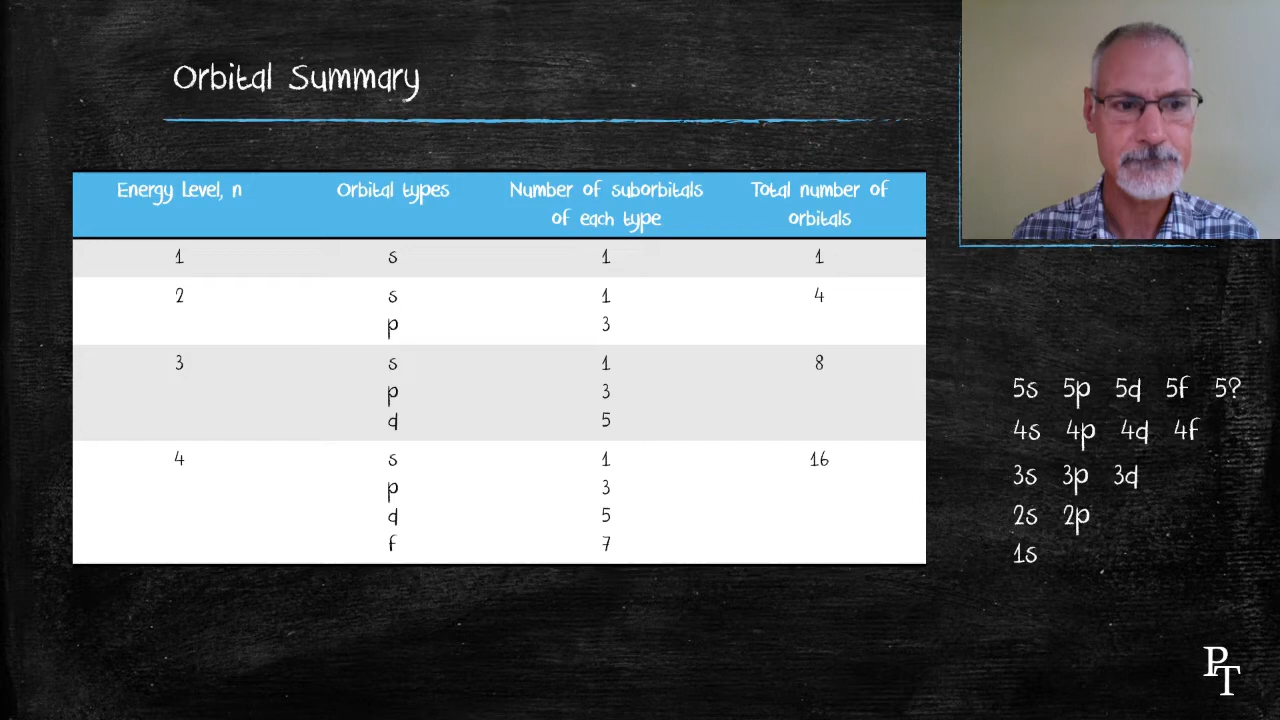 Orbital Summary
Energy Level, n Orbital types Number of suborbitals of each type Total number of orbitals
1 s 1 1
2 s 1 4
p 3
3 s 1 8
p 3
d 5
4 s 1 16
p 3
d 5
f 7
5s 5p 5d 5f 5?
4s 4p 4d 4f
3s 3p 3d
2s 2p
1s
PT